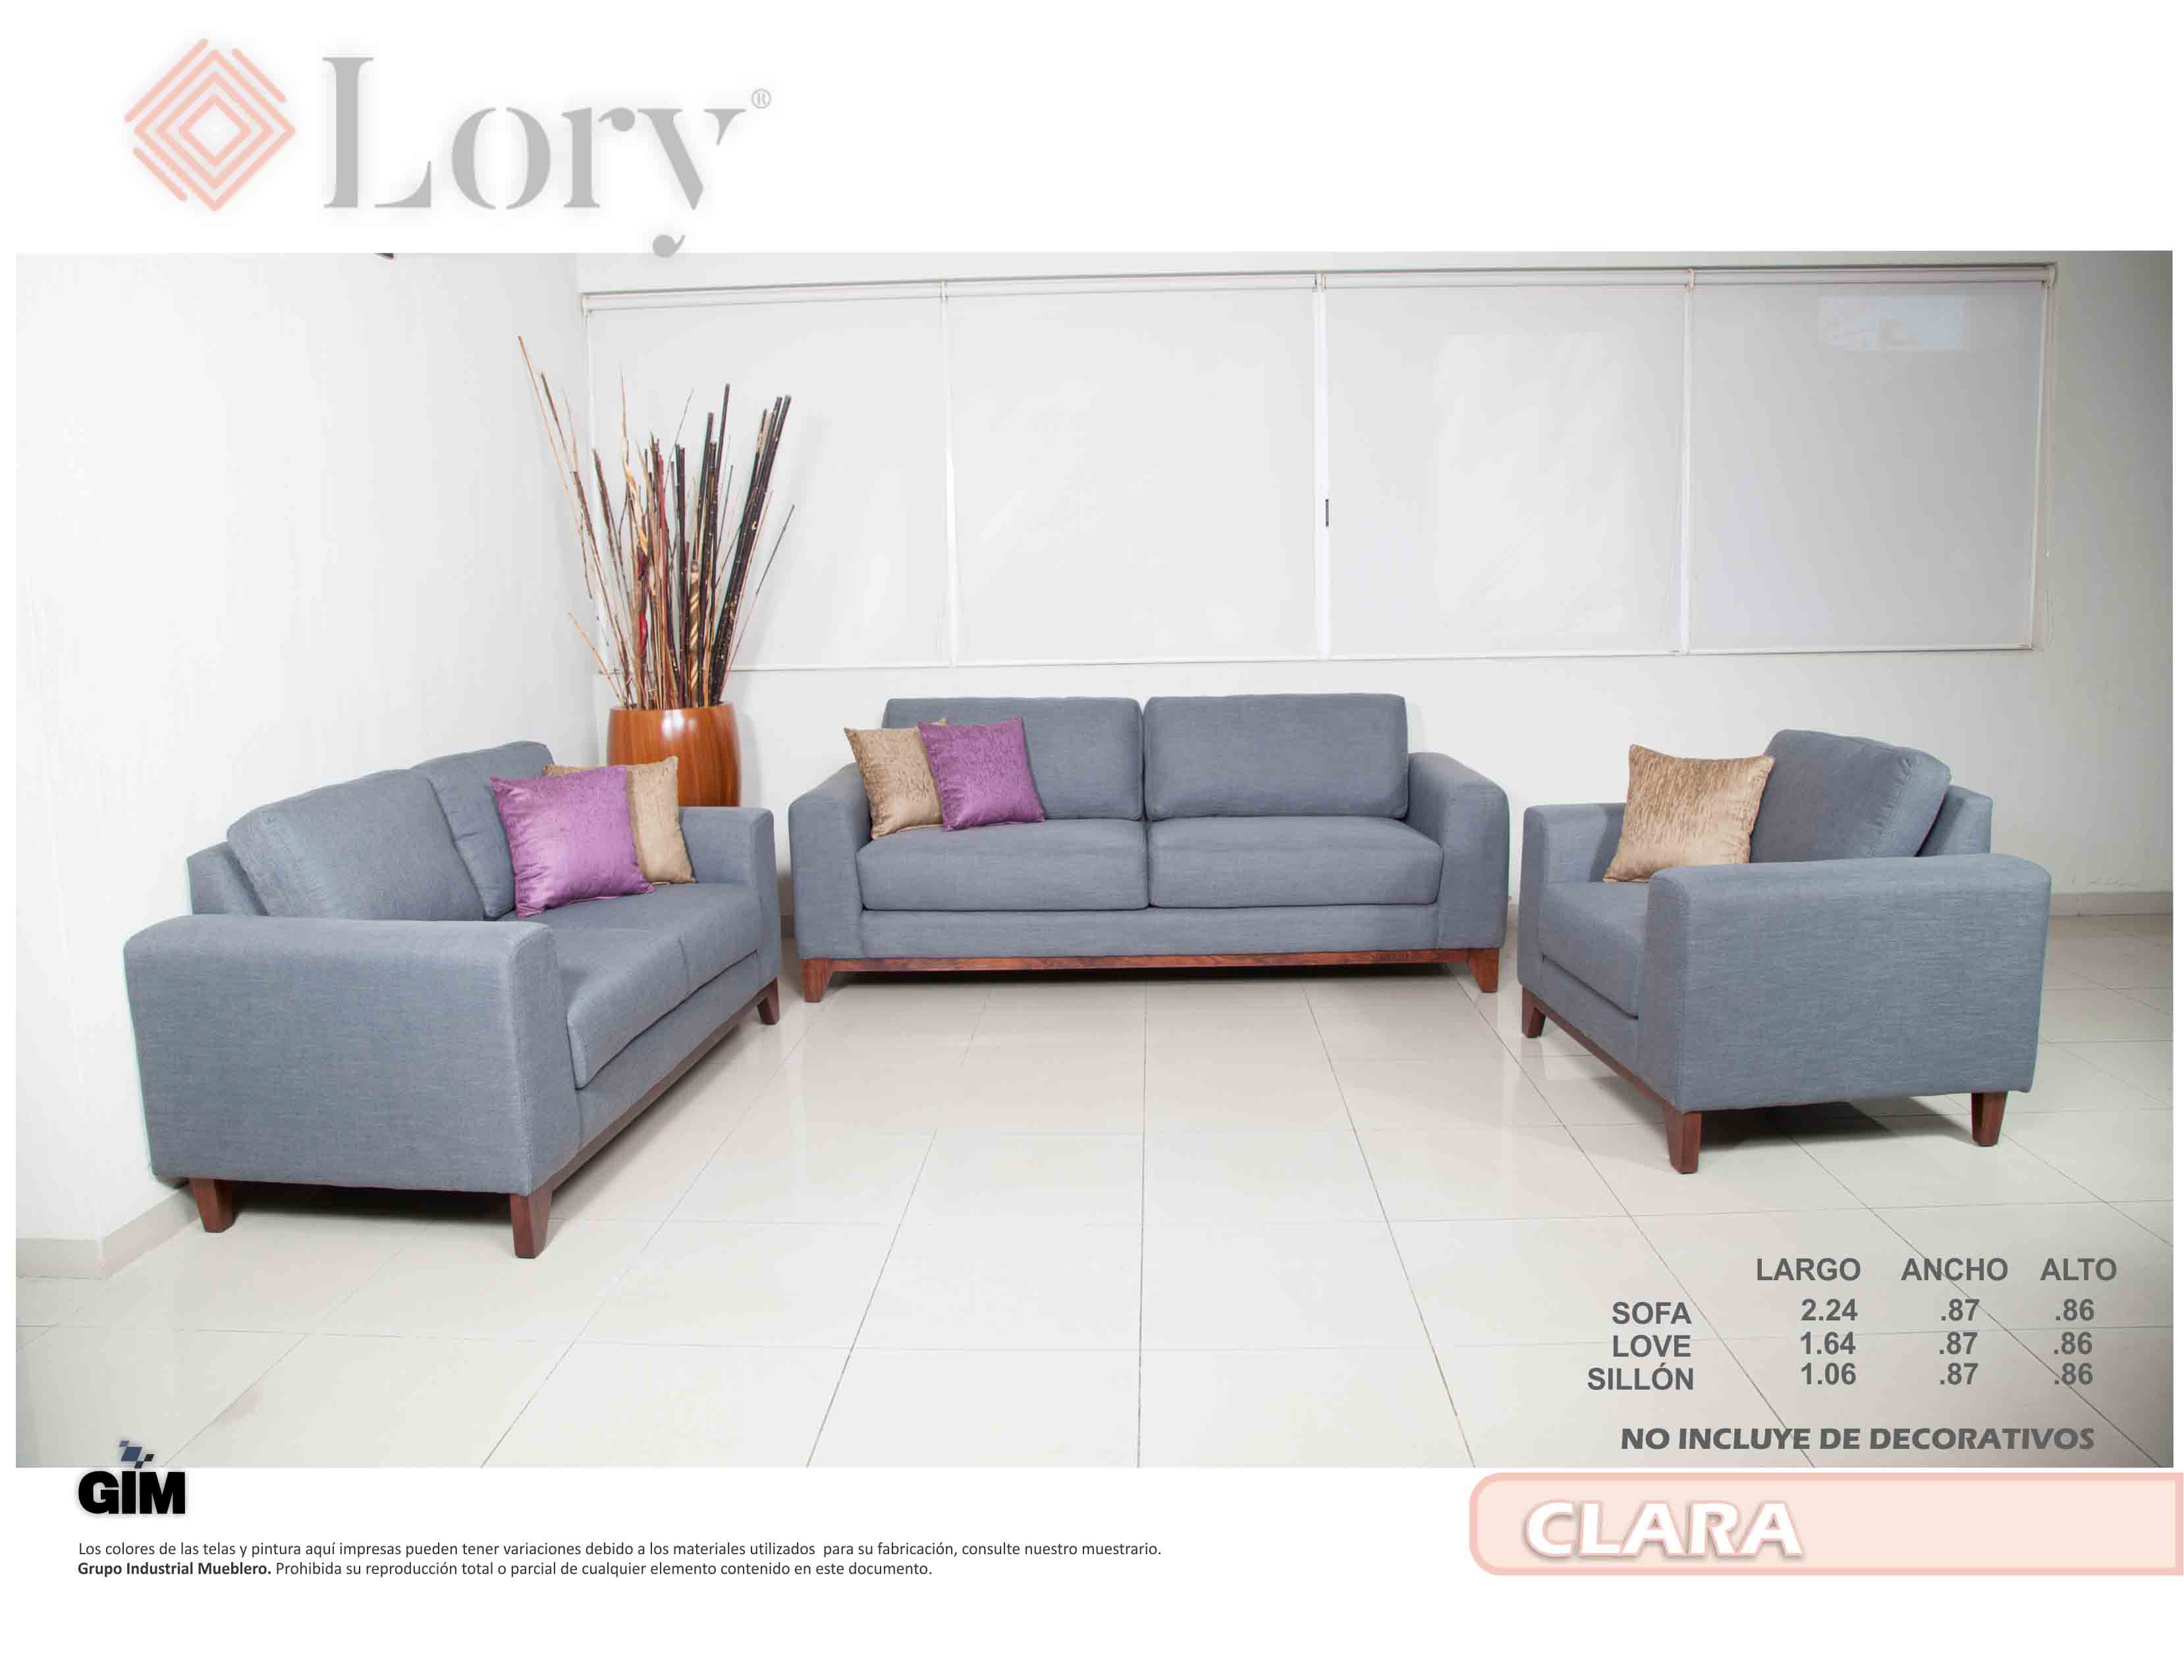 Lory®
LARGO ANCHO ALTO
SOFA 2.24 .87 .86
LOVE 1.64 .87 .86
SILLÓN 1.06 .87 .86
NO INCLUYE DE DECORATIVOS
GIM
CLARA
Los colores de las telas y pintura aquí impresas pueden tener variaciones debido a los materiales utilizados para su fabricación, consulte nuestro muestrario.
Grupo Industrial Mueblero. Prohibida su reproducción total o parcial de cualquier elemento contenido en este documento.